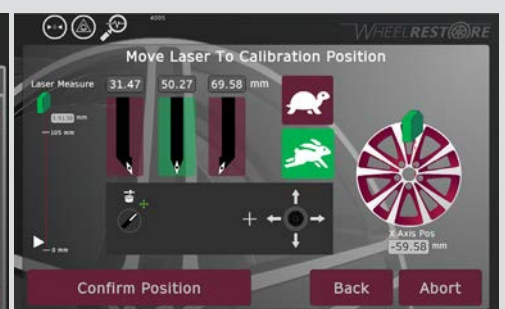 4005
WHEELRESTORE
Move Laser To Calibration Position
Laser Measure
31.47
50.27
69.58 mm
mm
105 mm
0 mm
X Axis Pos
-59.58 mm
Confirm Position
Back
Abort